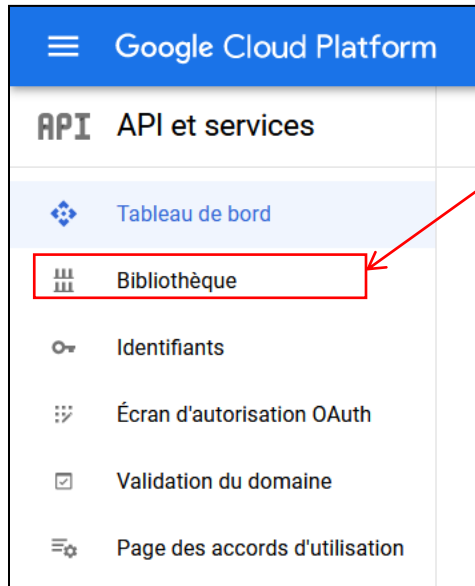 Google Cloud Platform
API API et services
Tableau de bord
Bibliothèque
Identifiants
Écran d'autorisation OAuth
Validation du domaine
Page des accords d'utilisation